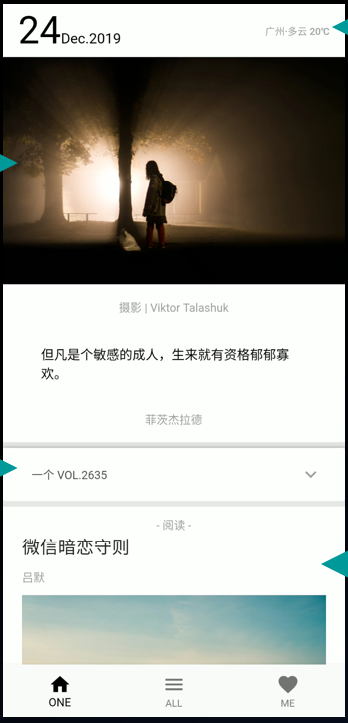 24Dec.2019
广州·多云 20℃
摄影 | Viktor Talashuk
但凡是个敏感的成人，生来就有资格郁郁寡
欢。
菲茨杰拉德
一个 VOL.2635
- 阅读 -
微信暗恋守则
吕默
ONE
ALL
ME